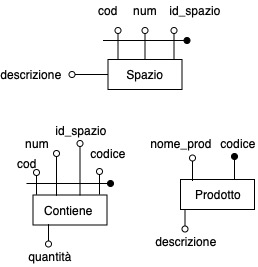 cod num id_spazio
descrizione
Spazio
id_spazio
num
cod
codice
Contiene
quantità
nome_prod codice
Prodotto
descrizione